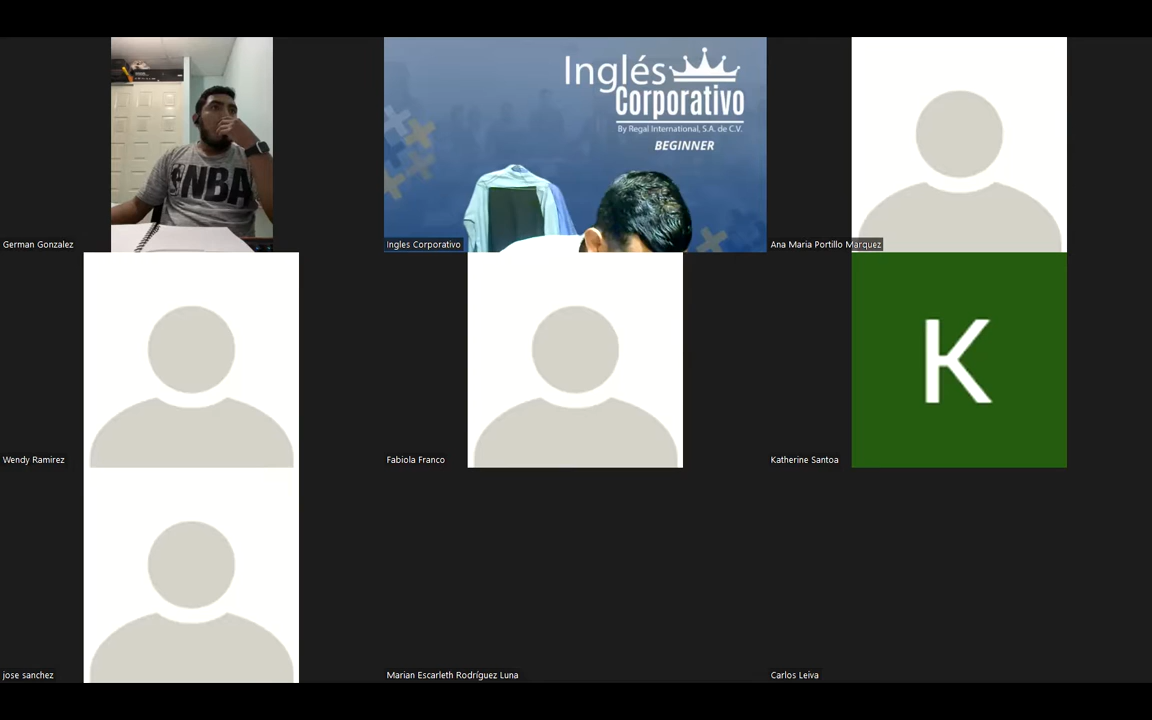 Inglés
Corporativo
By Regal International, S.A. de C.V.
BEGINNER
NBA
German Gonzalez
Ingles Corporativo
Ana Maria Portillo Marquez
K
Wendy Ramirez
Fabiola Franco
Katherine Santoa
jose sanchez
Marian Escarleth Rodríguez Luna
Carlos Leiva